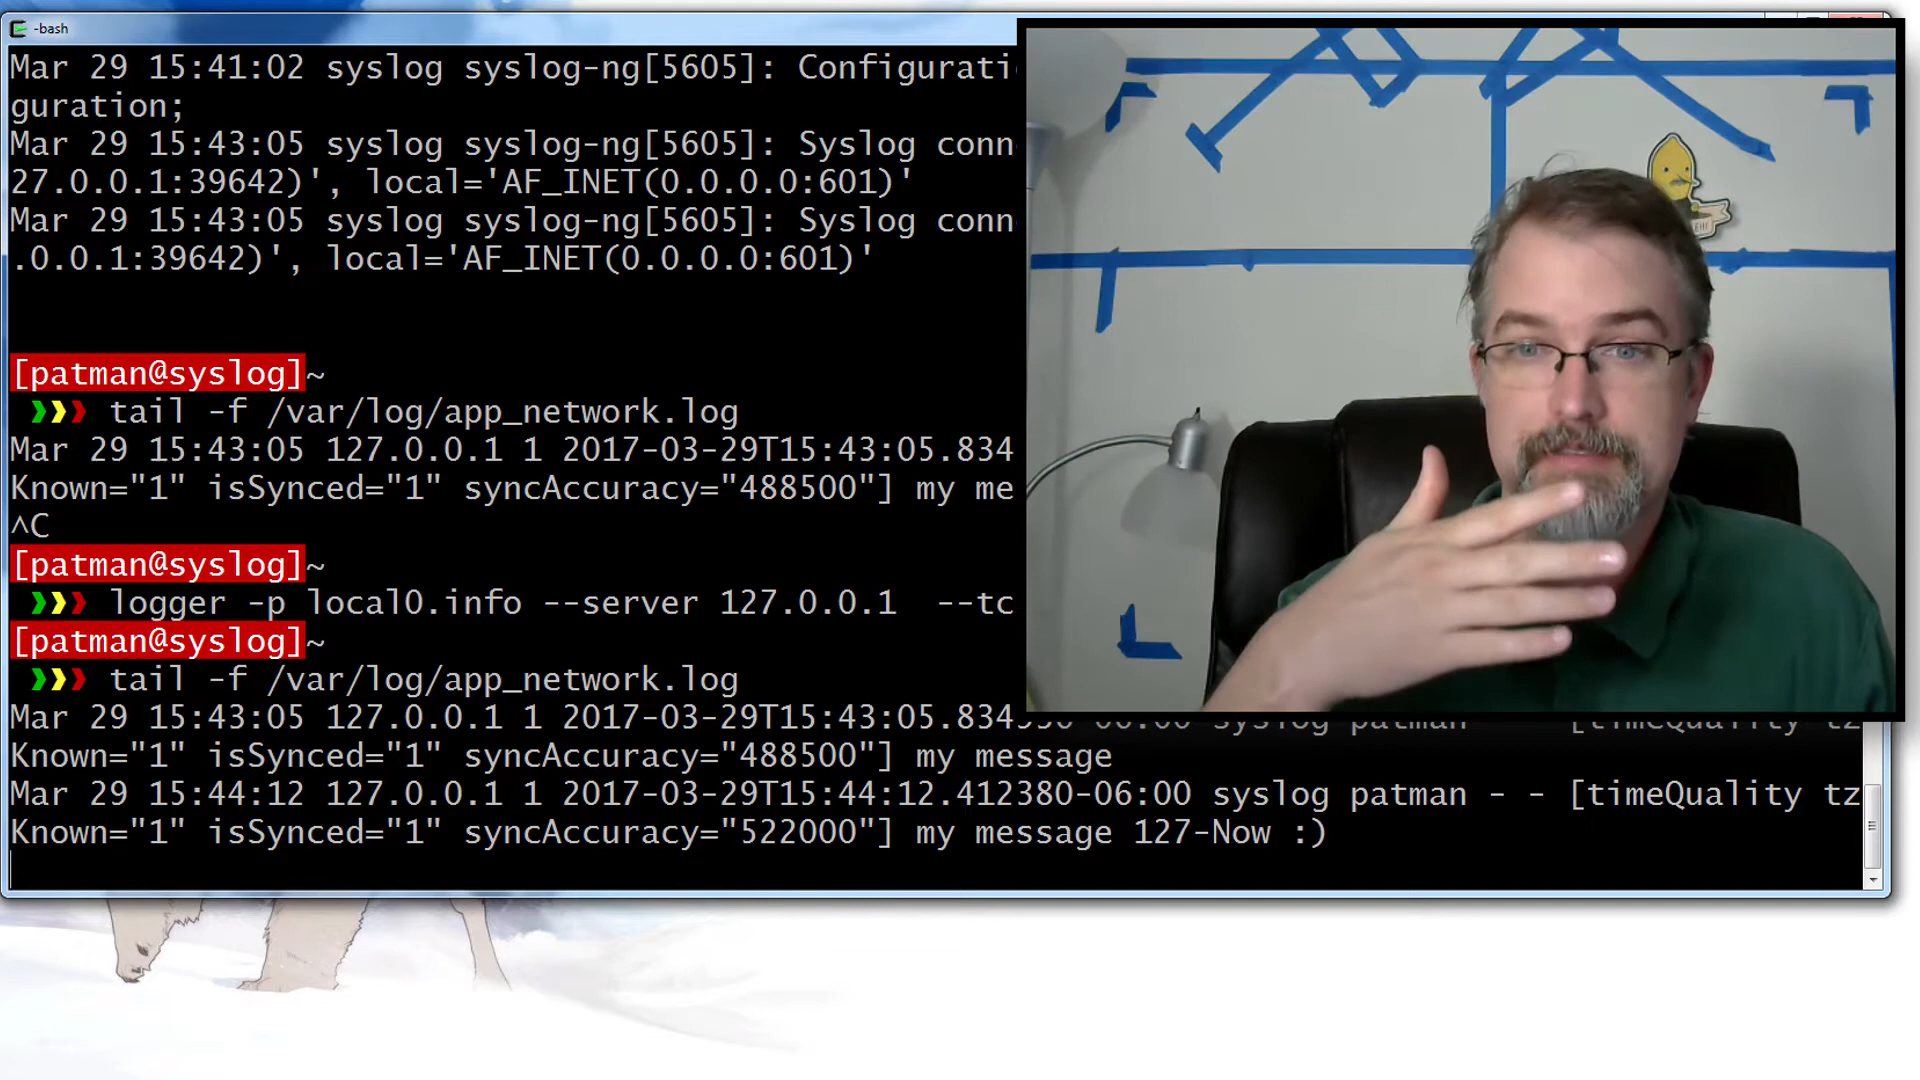 -bash
Mar 29 15:41:02 syslog syslog-ng[5605]: Configurati
guration;
Mar 29 15:43:05 syslog syslog-ng[5605]: Syslog conn
27.0.0.1:39642)', local='AF_INET(0.0.0.0:601)'
Mar 29 15:43:05 syslog syslog-ng[5605]: Syslog conn
.0.0.1:39642)', local='AF_INET(0.0.0.0:601)'
[patman@syslog]~
❯❯❯ tail -f /var/log/app_network.log
Mar 29 15:43:05 127.0.0.1 1 2017-03-29T15:43:05.834
Known="1" isSynced="1" syncAccuracy="488500"] my me
^C
[patman@syslog]~
❯❯❯ logger -p local0.info --server 127.0.0.1 --tc
[patman@syslog]~
❯❯❯ tail -f /var/log/app_network.log
Mar 29 15:43:05 127.0.0.1 1 2017-03-29T15:43:05.834 syslog patman [timeQuality tz
Known="1" isSynced="1" syncAccuracy="488500"] my message
Mar 29 15:44:12 127.0.0.1 1 2017-03-29T15:44:12.412380-06:00 syslog patman - - [timeQuality tz
Known="1" isSynced="1" syncAccuracy="522000"] my message 127-Now :)